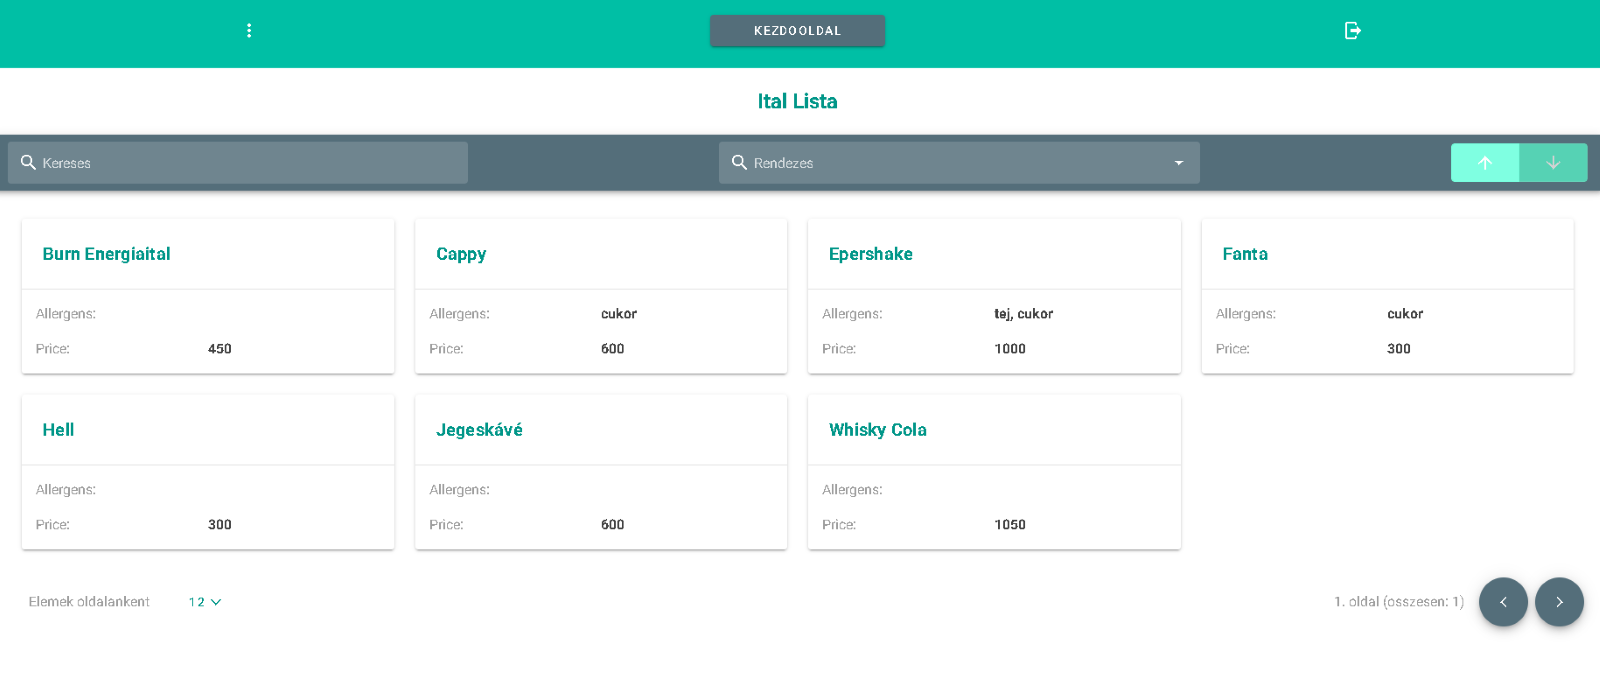 KEZDOOLDAL
Ital Lista
Kereses
Rendezes
Burn Energiaital
Allergens:
Price: 450
Cappy
Allergens: cukor
Price: 600
Epershake
Allergens: tej, cukor
Price: 1000
Fanta
Allergens: cukor
Price: 300
Hell
Allergens:
Price: 300
Jegeskávé
Allergens:
Price: 600
Whisky Cola
Allergens:
Price: 1050
Elemek oldalankent 12
1. oldal (osszesen: 1)